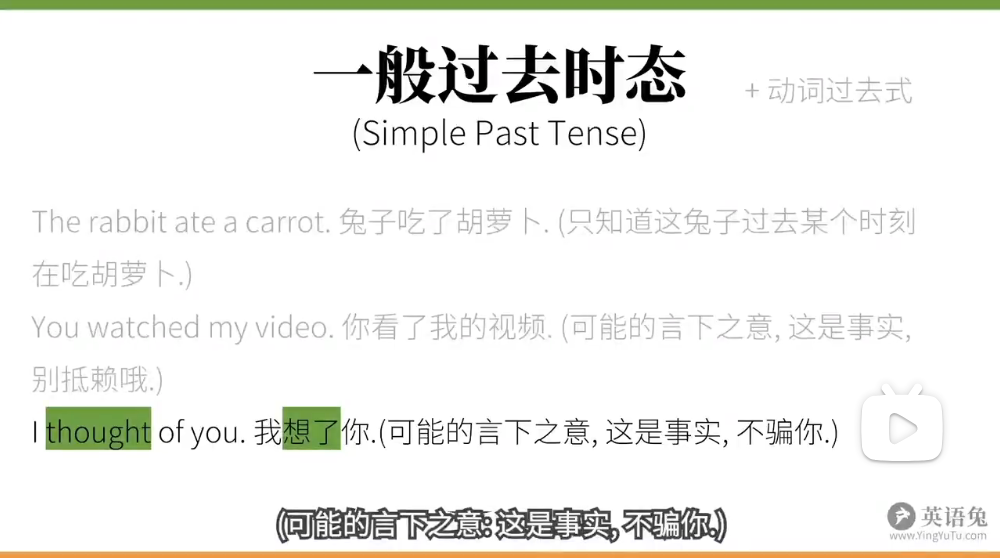 一般过去时态
+ 动词过去式
(Simple Past Tense)
The rabbit ate a carrot. 兔子吃了胡萝卜. (只知道这兔子过去某个时刻
在吃胡萝卜.)
You watched my video. 你看了我的视频. (可能的言下之意, 这是事实,
别抵赖哦.)
I thought of you. 我想了你.(可能的言下之意, 这是事实, 不骗你.)
(可能的言下之意: 这是事实, 不骗你.)
英语兔
www.YingYuTu.com